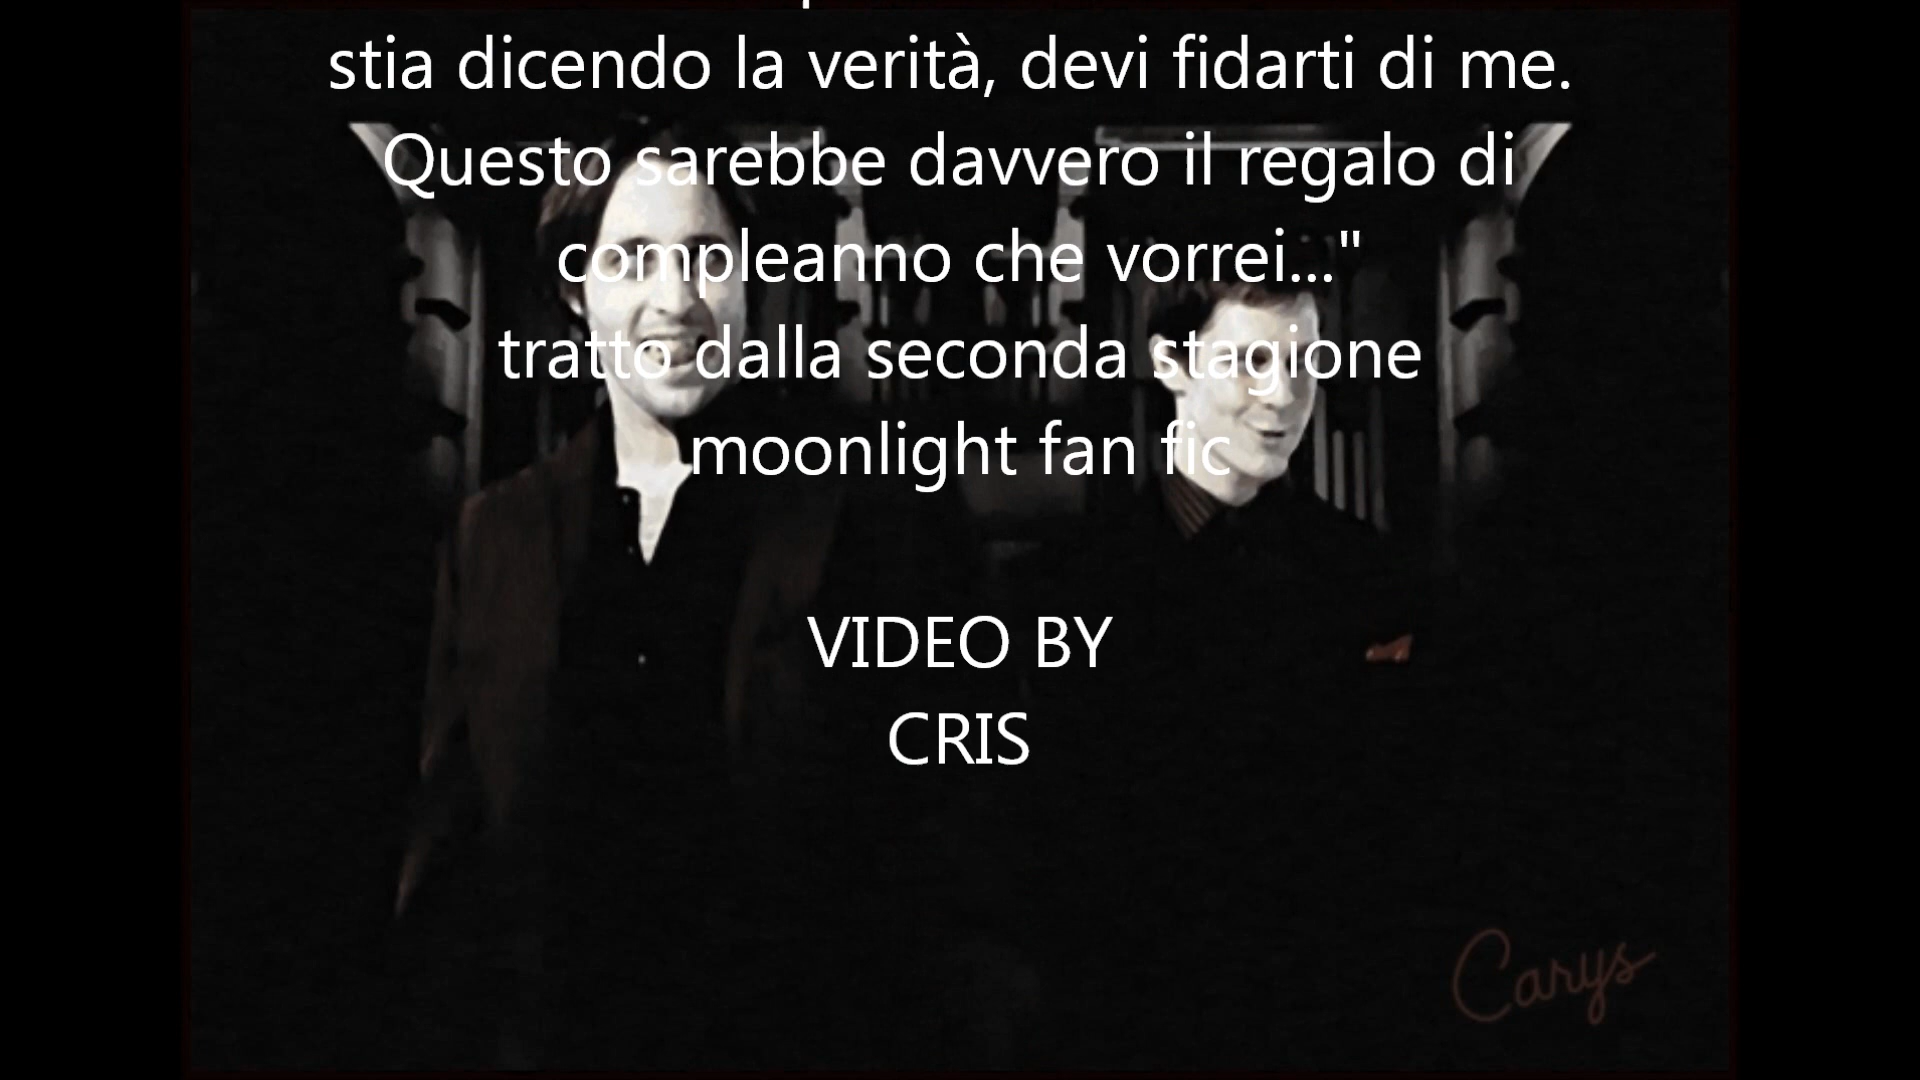 stia dicendo la verità, devi fidarti di me.
Questo sarebbe davvero il regalo di
compleanno che vorrei..."
tratto dalla seconda stagione
moonlight fan fic
VIDEO BY
CRIS
Carys